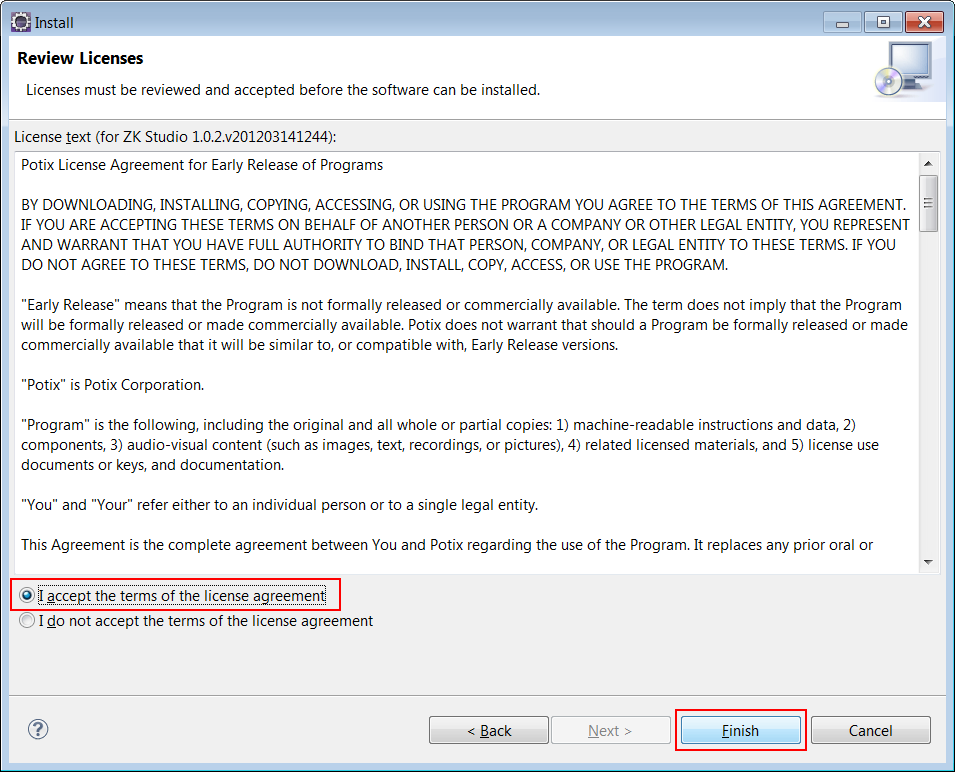 Install
Review Licenses
Licenses must be reviewed and accepted before the software can be installed.
License text (for ZK Studio 1.0.2.v201203141244):
Potix License Agreement for Early Release of Programs
BY DOWNLOADING, INSTALLING, COPYING, ACCESSING, OR USING THE PROGRAM YOU AGREE TO THE TERMS OF THIS AGREEMENT.
IF YOU ARE ACCEPTING THESE TERMS ON BEHALF OF ANOTHER PERSON OR A COMPANY OR OTHER LEGAL ENTITY, YOU REPRESENT
AND WARRANT THAT YOU HAVE FULL AUTHORITY TO BIND THAT PERSON, COMPANY, OR LEGAL ENTITY TO THESE TERMS. IF YOU
DO NOT AGREE TO THESE TERMS, DO NOT DOWNLOAD, INSTALL, COPY, ACCESS, OR USE THE PROGRAM.
"Early Release" means that the Program is not formally released or commercially available. The term does not imply that the Program
will be formally released or made commercially available. Potix does not warrant that should a Program be formally released or made
commercially available that it will be similar to, or compatible with, Early Release versions.
"Potix" is Potix Corporation.
"Program" is the following, including the original and all whole or partial copies: 1) machine-readable instructions and data, 2)
components, 3) audio-visual content (such as images, text, recordings, or pictures), 4) related licensed materials, and 5) license use
documents or keys, and documentation.
"You" and "Your" refer either to an individual person or to a single legal entity.
This Agreement is the complete agreement between You and Potix regarding the use of the Program. It replaces any prior oral or
I accept the terms of the license agreement
I do not accept the terms of the license agreement
?
< Back
Next >
Finish
Cancel